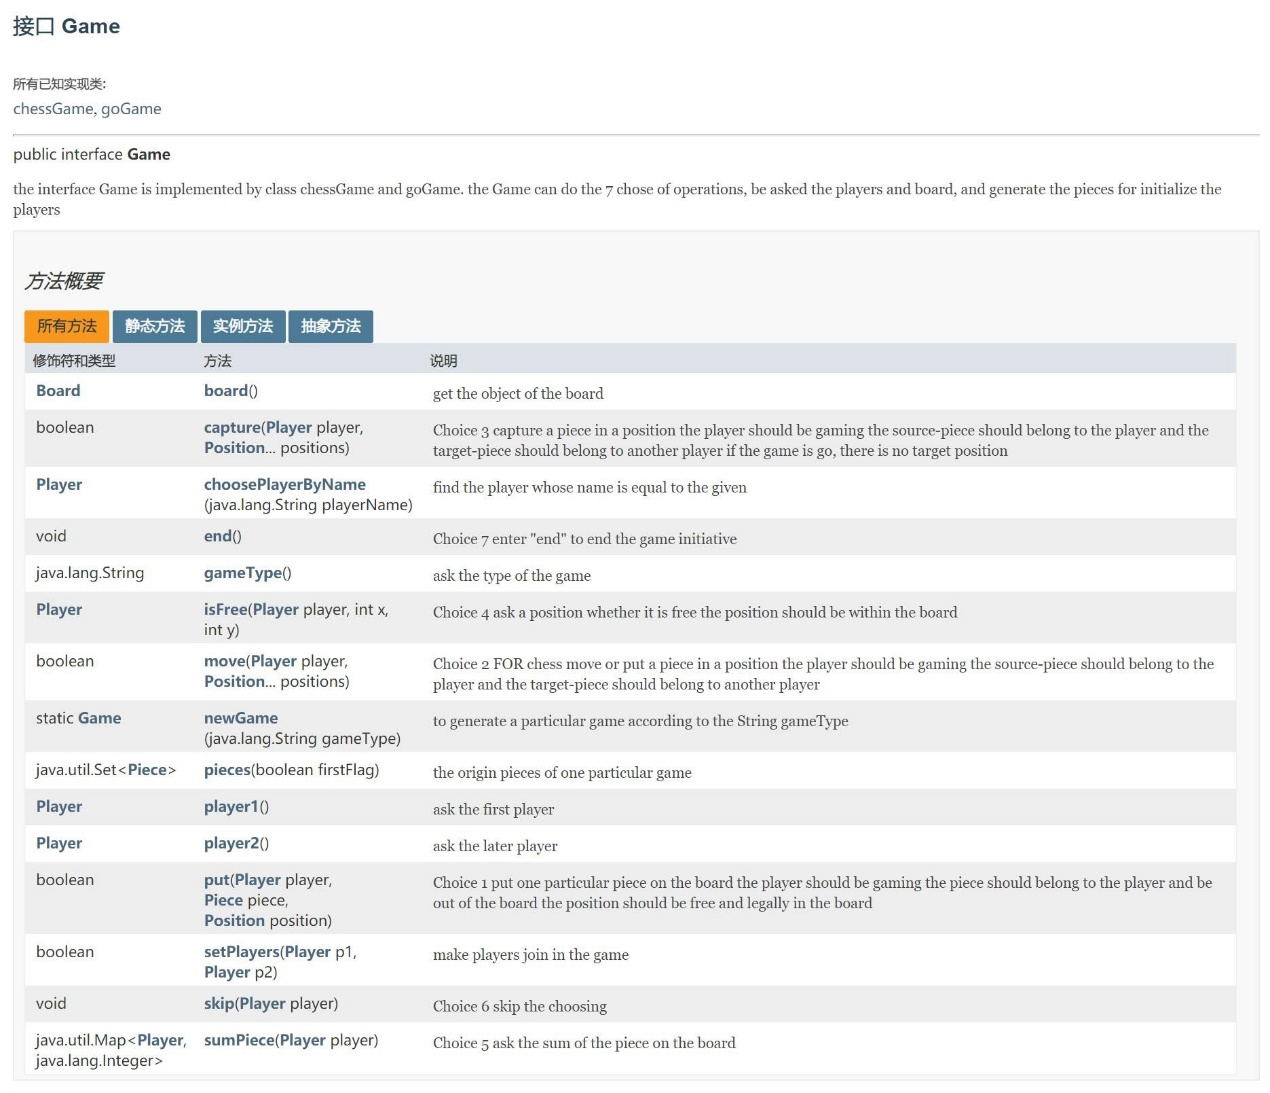 接口 Game
所有已知实现类:
chessGame, goGame
public interface Game
the interface Game is implemented by class chessGame and goGame. the Game can do the 7 chose of operations, be asked the players and board, and generate the pieces for initialize the
players
方法概要
所有方法 静态方法 实例方法 抽象方法
修饰符和类型 方法 说明
Board board() get the object of the board
boolean capture(Player player, Choice 3 capture a piece in a position the player should be gaming the source-piece should belong to the player and the
Position... positions) target-piece should belong to another player if the game is go, there is no target position
Player choosePlayerByName find the player whose name is equal to the given
(java.lang.String playerName)
void end() Choice 7 enter "end" to end the game initiative
java.lang.String gameType() ask the type of the game
Player isFree(Player player, int x, Choice 4 ask a position whether it is free the position should be within the board
int y)
boolean move(Player player, Choice 2 FOR chess move or put a piece in a position the player should be gaming the source-piece should belong to the
Position... positions) player and the target-piece should belong to another player
static Game newGame to generate a particular game according to the String gameType
(java.lang.String gameType)
java.util.Set<Piece> pieces(boolean firstFlag) the origin pieces of one particular game
Player player1() ask the first player
Player player2() ask the later player
boolean put(Player player, Choice 1 put one particular piece on the board the player should be gaming the piece should belong to the player and be
Piece piece, out of the board the position should be free and legally in the board
Position position)
boolean setPlayers(Player p1, make players join in the game
Player p2)
void skip(Player player) Choice 6 skip the choosing
java.util.Map<Player, sumPiece(Player player) Choice 5 ask the sum of the piece on the board
java.lang.Integer>